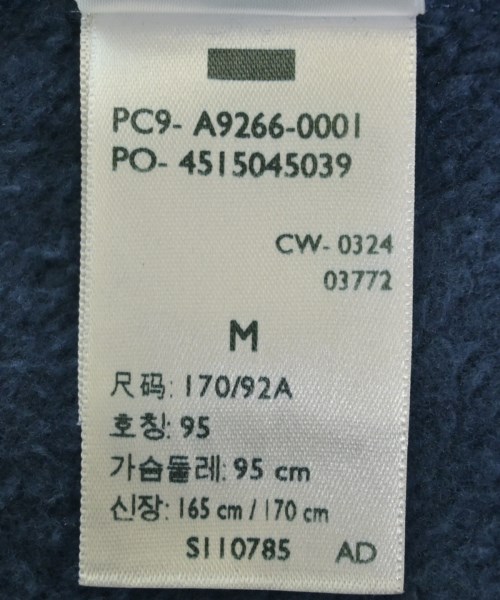 PC9- A9266-0001
PO- 4515045039
CW- 0324
03772
M
尺码: 170/92A
호칭: 95
가슴둘레: 95 cm
신장: 165 cm / 170 cm
S110785 AD